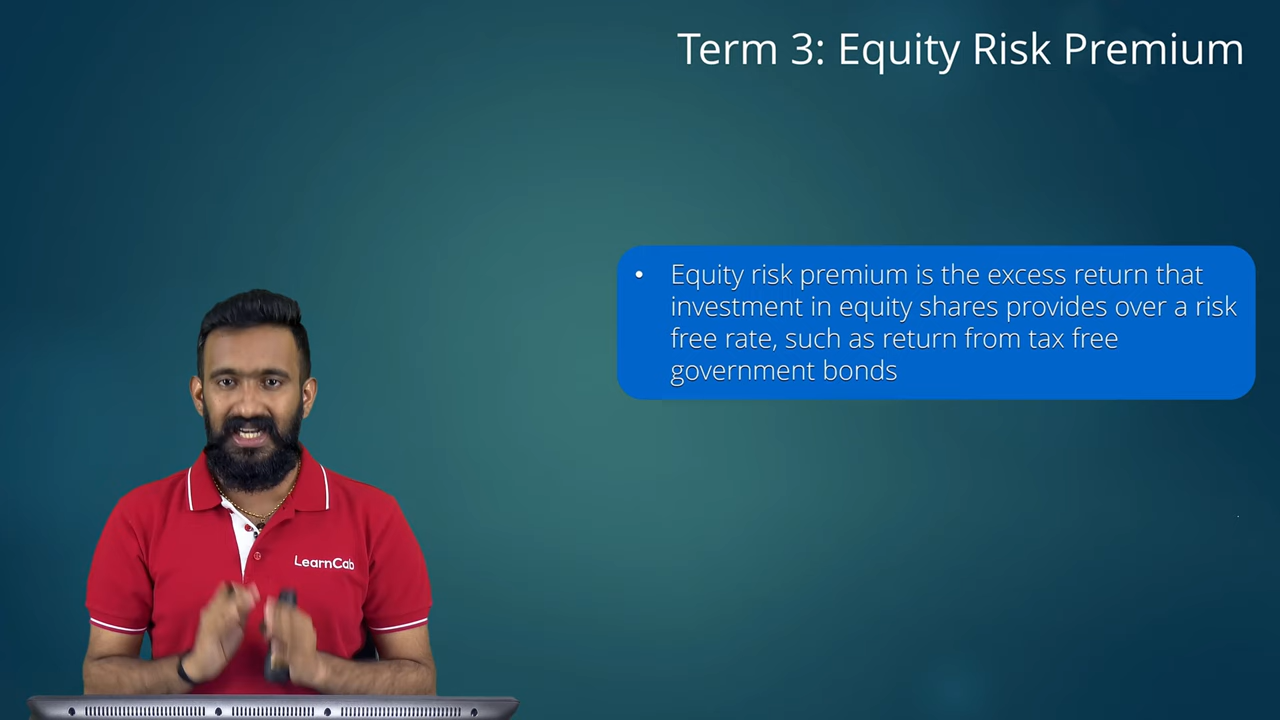 Term 3: Equity Risk Premium
• Equity risk premium is the excess return that
investment in equity shares provides over a risk
free rate, such as return from tax free
government bonds
LearnCab